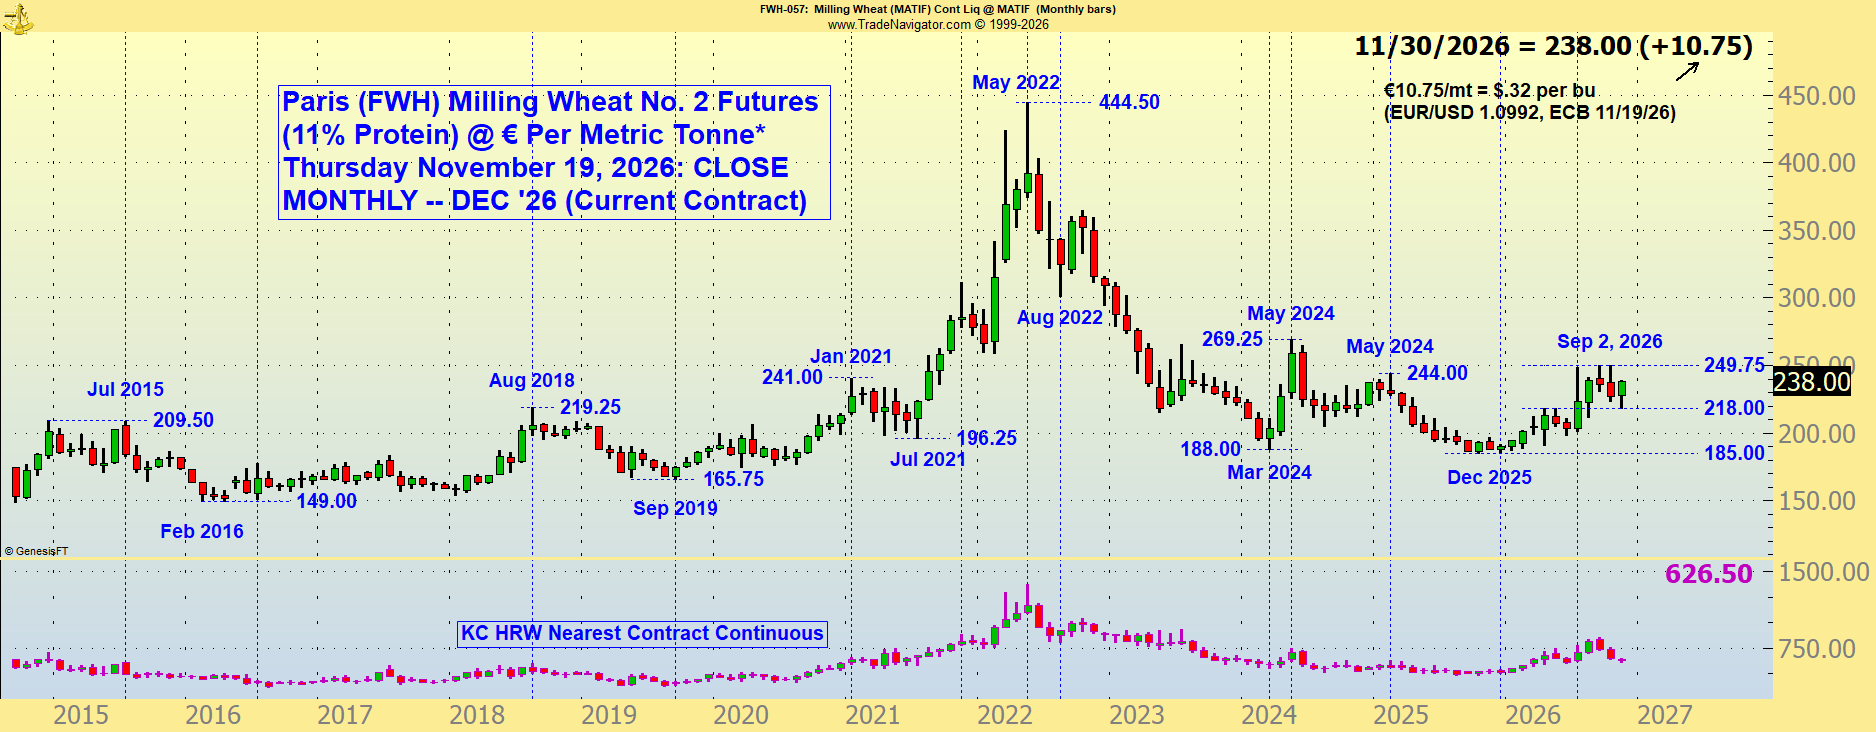 FWH-057:  Milling Wheat (MATIF) Cont Liq @ MATIF  (Monthly bars)
www.TradeNavigator.com © 1999-2026
11/30/2026 = 238.00 (+10.75)
€10.75/mt = $.32 per bu
(EUR/USD 1.0992, ECB 11/19/26)
Paris (FWH) Milling Wheat No. 2 Futures
(11% Protein) @ € Per Metric Tonne*
Thursday November 19, 2026: CLOSE
MONTHLY -- DEC '26 (Current Contract)
May 2022
444.50
450.00
400.00
350.00
300.00
250.00
238.00
200.00
150.00
Jul 2015
209.50
Feb 2016
149.00
Aug 2018
219.25
Sep 2019
165.75
Jan 2021
241.00
196.25
Jul 2021
Aug 2022
May 2024
269.25
188.00
Mar 2024
May 2024
244.00
Dec 2025
Sep 2, 2026
249.75
218.00
185.00
© GenesisFT
626.50
1500.00
750.00
KC HRW Nearest Contract Continuous
2015 2016 2017 2018 2019 2020 2021 2022 2023 2024 2025 2026 2027